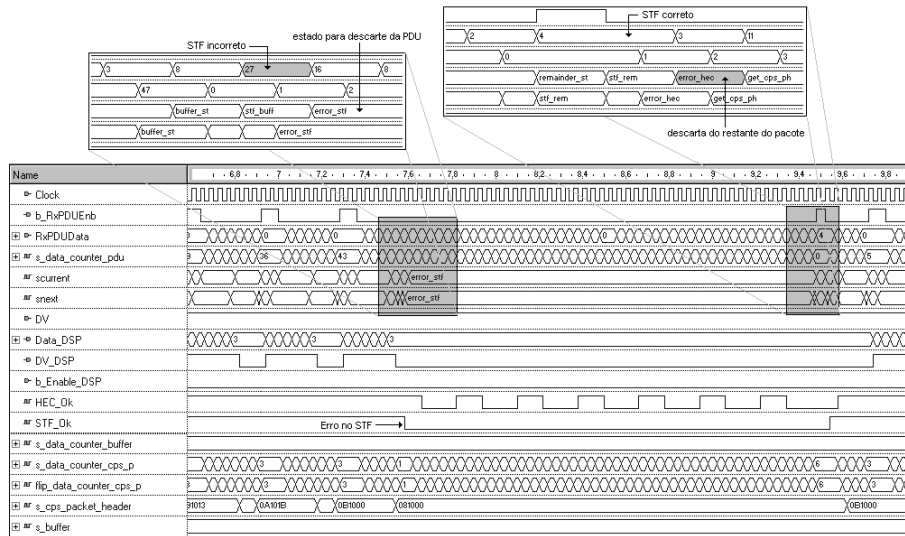 STF correto
2 4 3 11
0 1 2 3
remainder_st stf_rem error_hec get_cps_ph
stf_rem error_hec get_cps_ph
descarta do restante do pacote
estado para descarte da PDU
STF incorreto
3 8 27 16 8
47 0 1 2
buffer_st stf_buff error_stf
buffer_st error_stf
Name 6,8 7 7,2 7,4 7,6 7,8 8 8,2 8,4 8,6 8,8 9 9,2 9,4 9,6 9,8
Clock
b_RxPDUEnb
RxPDUData 0 0 0 4 0
s_data_counter_pdu 36 43 0 5
scurrent error_stf
snext error_stf
DV
Data_DSP 3 3 3
DV_DSP
b_Enable_DSP
HEC_Ok
STF_Ok Erro no STF
s_data_counter_buffer
s_data_counter_cps_p 3 3 1 6 3
flip_data_counter_cps_p 3 3 1 6 3
s_cps_packet_header 91013 0A101B 0B1000 081000 0B1000
s_buffer